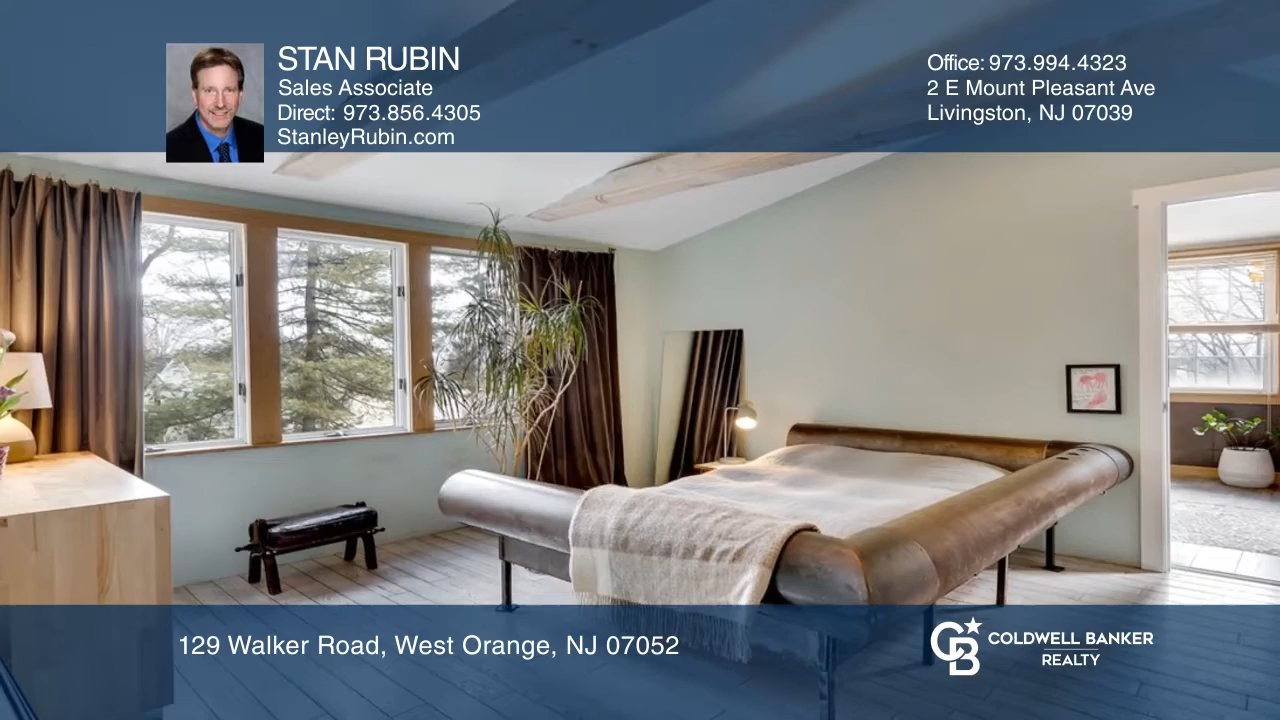 STAN RUBIN
Sales Associate
Direct: 973.856.4305
StanleyRubin.com
Office: 973.994.4323
2 E Mount Pleasant Ave
Livingston, NJ 07039
129 Walker Road, West Orange, NJ 07052
CB
COLDWELL BANKER
REALTY